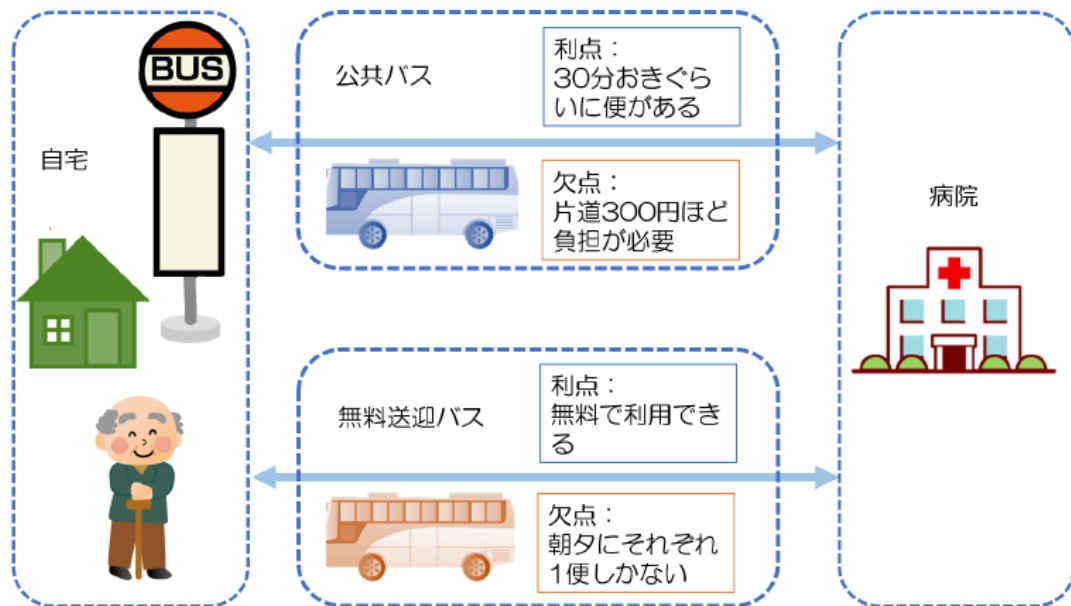 BUS
自宅
公共バス
利点：
30分おきぐら
いに便がある
欠点：
片道300円ほど
負担が必要
病院
無料送迎バス
利点：
無料で利用でき
る
欠点：
朝夕にそれぞれ
1便しかない